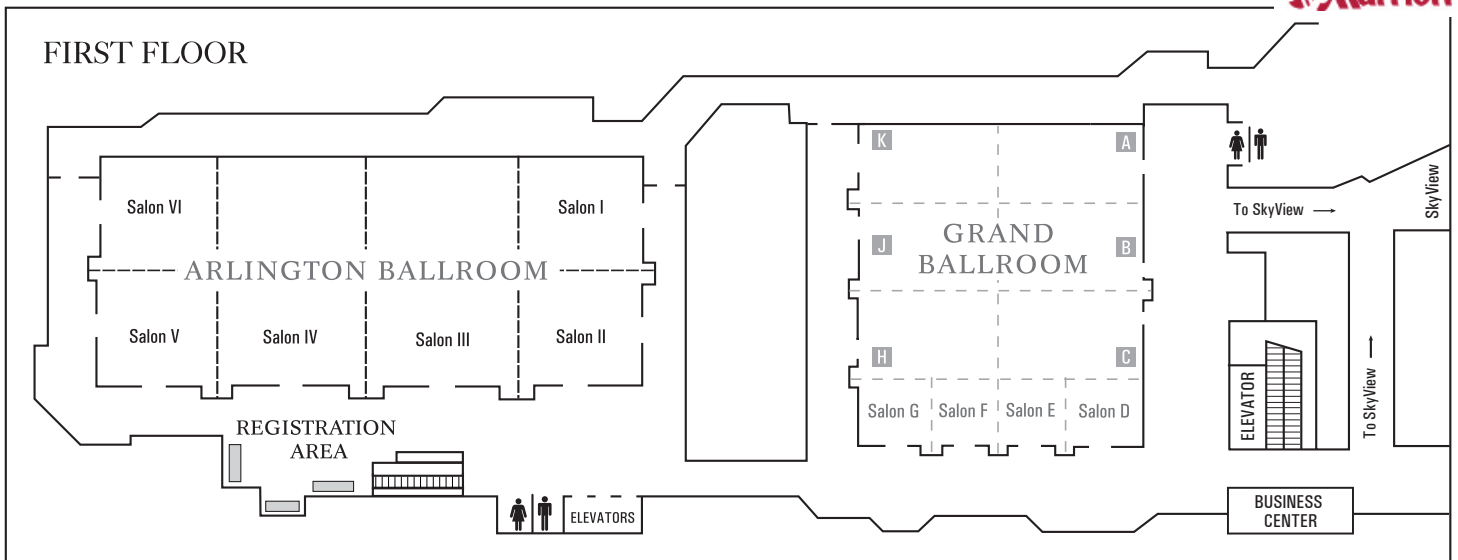 FIRST FLOOR
K
A
Salon VI
Salon I
To SkyView
SkyView
J
GRAND
BALLROOM
B
ARLINGTON BALLROOM
Salon V
Salon IV
Salon III
Salon II
H
C
Salon G
Salon F
Salon E
Salon D
ELEVATOR
To SkyView
REGISTRATION
AREA
ELEVATORS
BUSINESS
CENTER